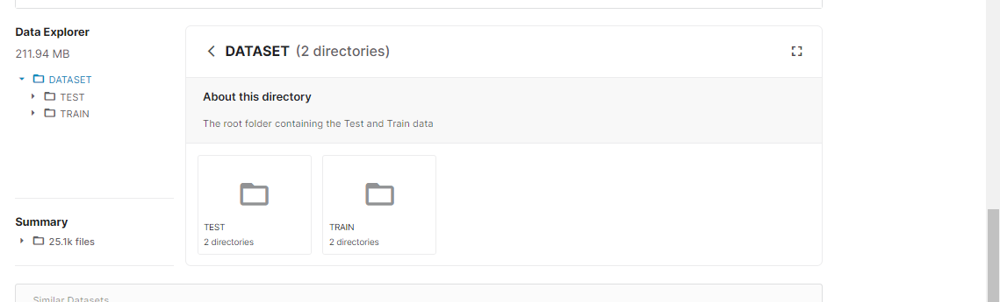 Data Explorer
211.94 MB
DATASET
TEST
TRAIN
Summary
25.1k files
DATASET (2 directories)
About this directory
The root folder containing the Test and Train data
TEST
2 directories
TRAIN
2 directories
Similar Datasets